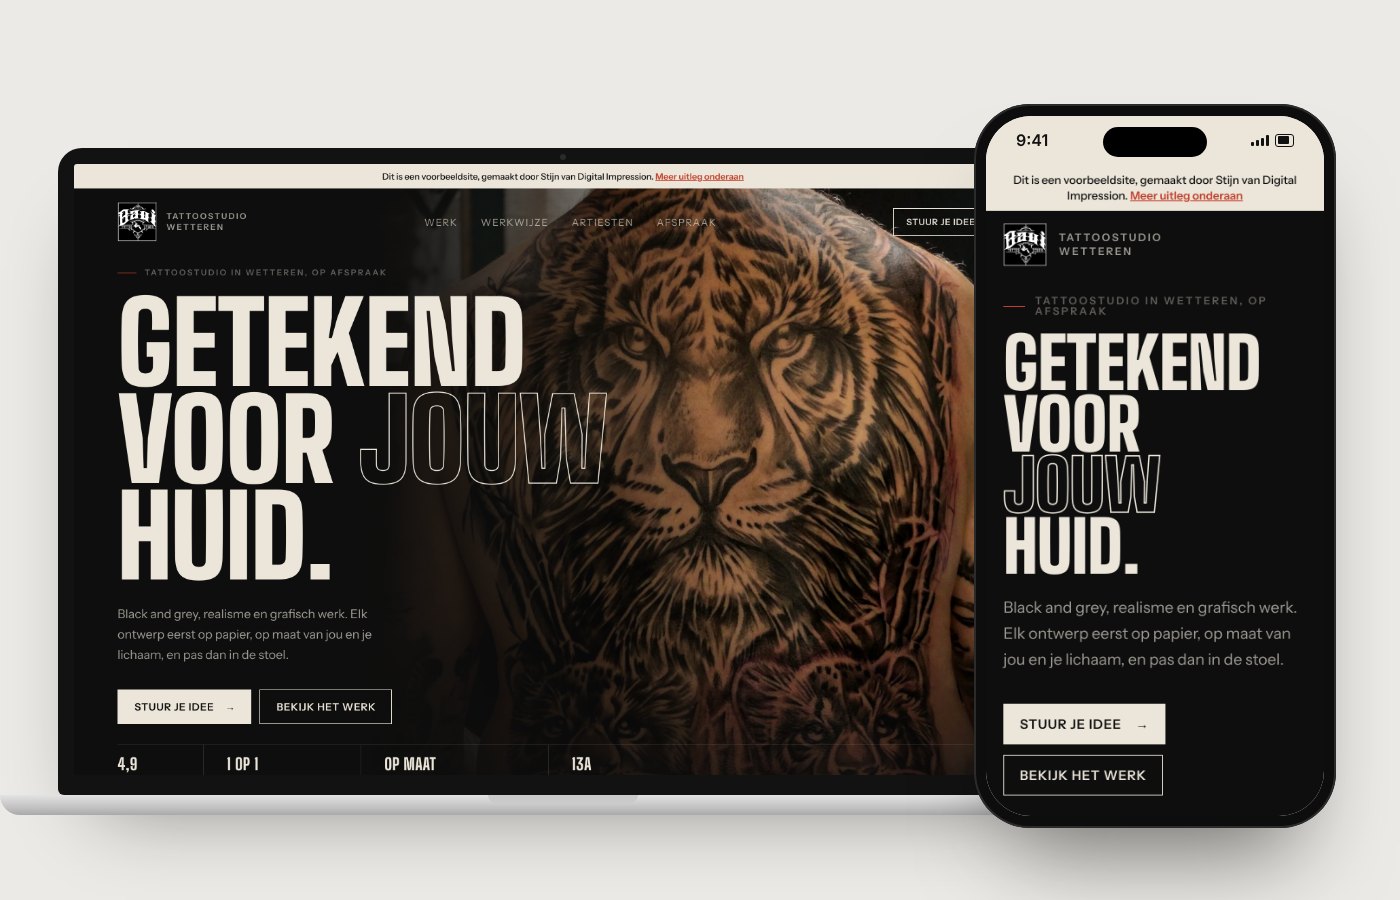 Dit is een voorbeeldsite, gemaakt door Stijn van Digital Impression. Meer uitleg onderaan
Baui
TATTOOSTUDIO
WETTEREN
WERK
WERKWIJZE
ARTIESTEN
AFSPRAAK
STUUR JE IDEE
TATTOOSTUDIO IN WETTEREN, OP AFSPRAAK
GETEKEND
VOOR JOUW
HUID.
Black and grey, realisme en grafisch werk. Elk
ontwerp eerst op papier, op maat van jou en je
lichaam, en pas dan in de stoel.
STUUR JE IDEE →
BEKIJK HET WERK
4,9
1 OP 1
OP MAAT
13A
9:41
Dit is een voorbeeldsite, gemaakt door Stijn van Digital
Impression. Meer uitleg onderaan
Baui
TATTOOSTUDIO
WETTEREN
TATTOOSTUDIO IN WETTEREN, OP
AFSPRAAK
GETEKEND
VOOR
JOUW
HUID.
Black and grey, realisme en grafisch werk.
Elk ontwerp eerst op papier, op maat van
jou en je lichaam, en pas dan in de stoel.
STUUR JE IDEE →
BEKIJK HET WERK